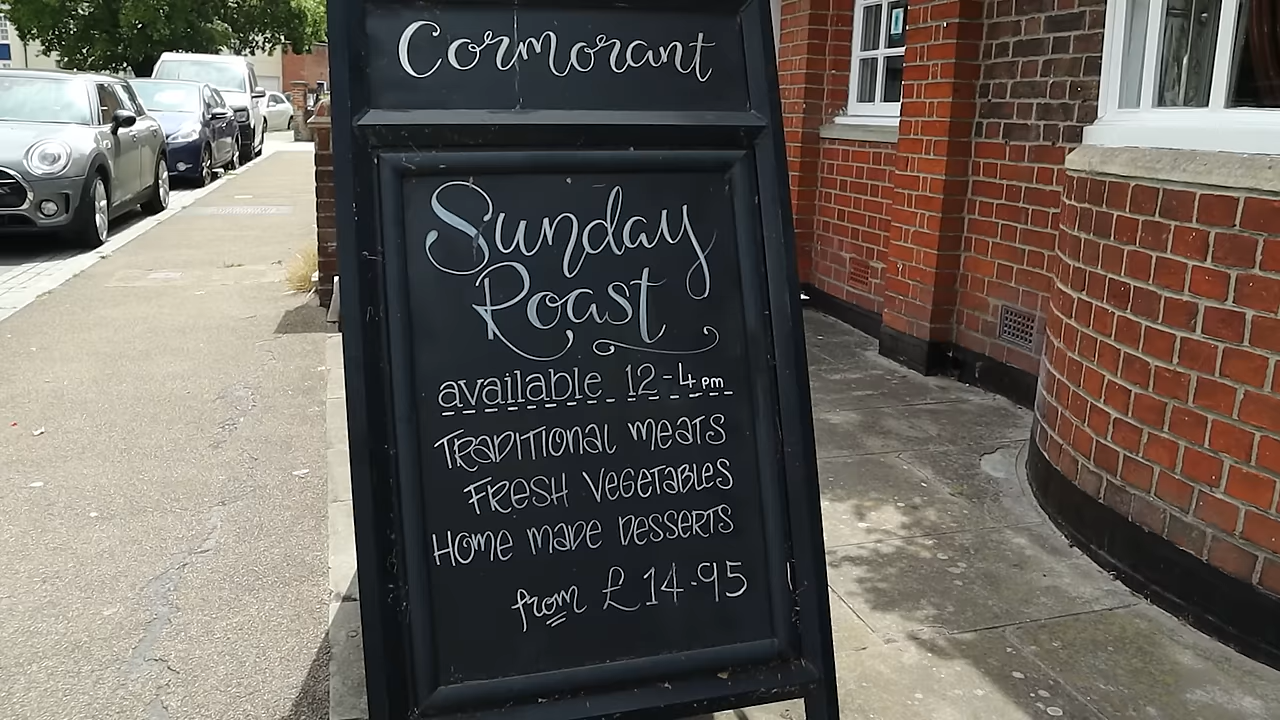 Cormorant
Sunday
Roast
available 12-4pm
TRADITIONAL MEATS
FRESH VEGETABLES
HOME MADE DESSERTS
from £14.95